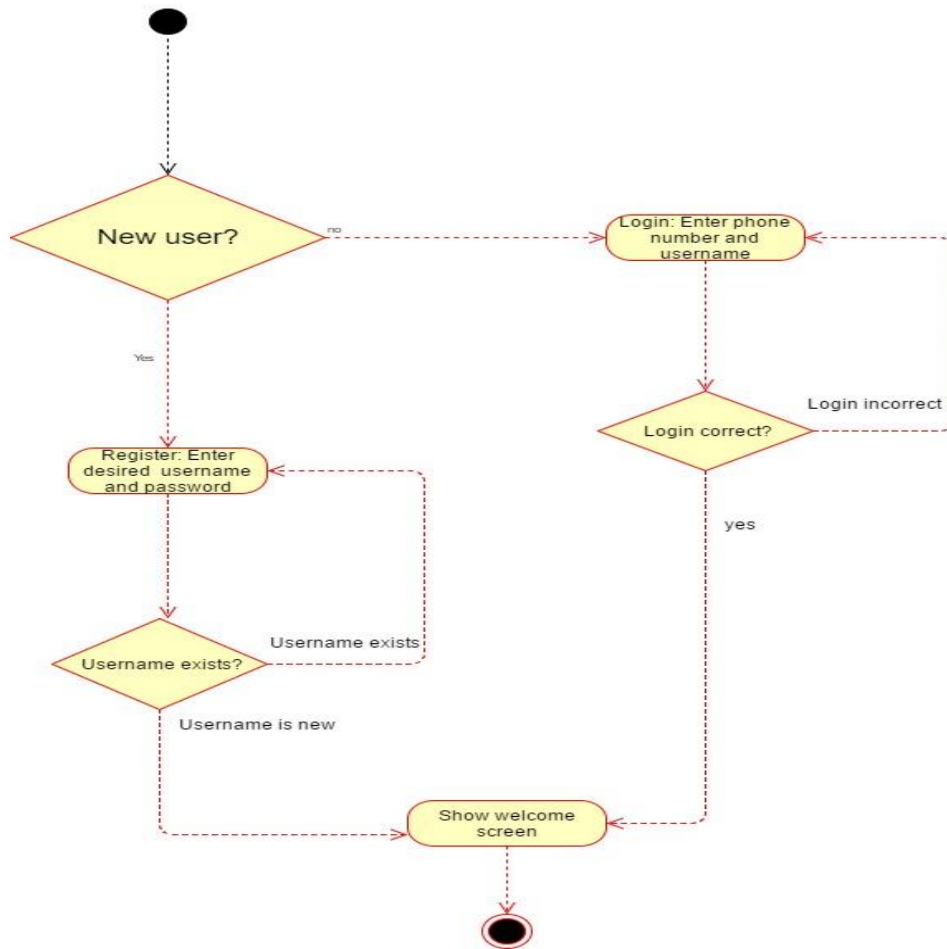 New user?
no
Login: Enter phone
number and
username
Yes
Login incorrect
Login correct?
Register: Enter
desired username
and password
yes
Username exists
Username exists?
Username is new
Show welcome
screen